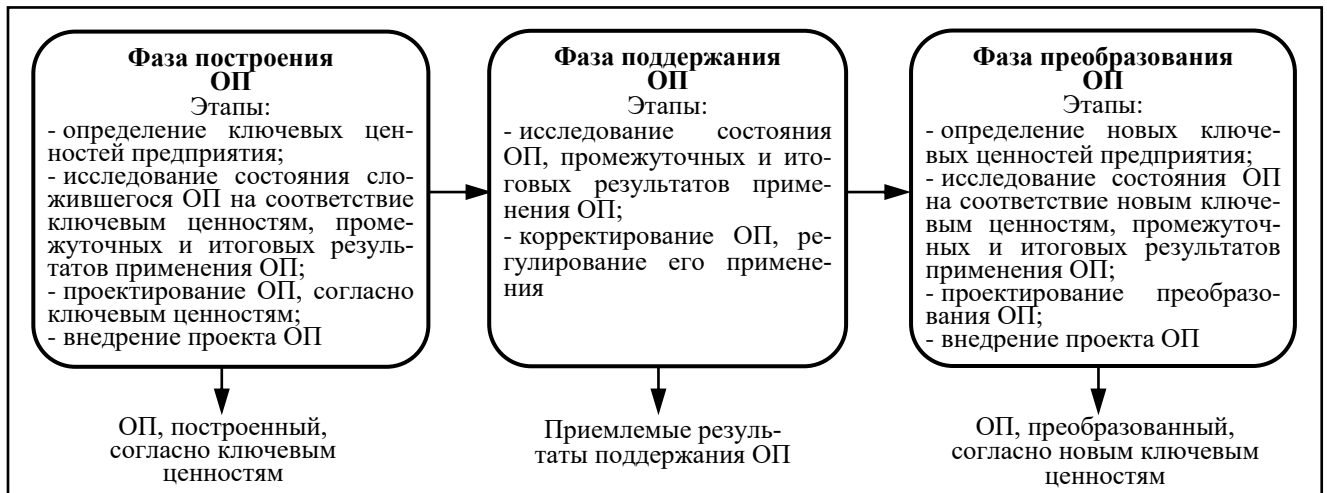 Фаза построения
ОП
Этапы:
- определение ключевых цен-
ностей предприятия;
- исследование состояния сло-
жившегося ОП на соответствие
ключевым ценностям, проме-
жуточных и итоговых резуль-
татов применения ОП;
- проектирование ОП, согласно
ключевым ценностям;
- внедрение проекта ОП
Фаза поддержания
ОП
Этапы:
- исследование состояния
ОП, промежуточных и ито-
говых результатов приме-
нения ОП;
- корректирование ОП, ре-
гулирование его примене-
ния
Фаза преобразования
ОП
Этапы:
- определение новых ключе-
вых ценностей предприятия;
- исследование состояния ОП
на соответствие новым ключе-
вым ценностям, промежуточ-
ных и итоговых результатов
применения ОП;
- проектирование преобразо-
вания ОП;
- внедрение проекта ОП
ОП, построенный,
согласно ключевым
ценностям
Приемлемые резуль-
таты поддержания ОП
ОП, преобразованный,
согласно новым ключевым
ценностям